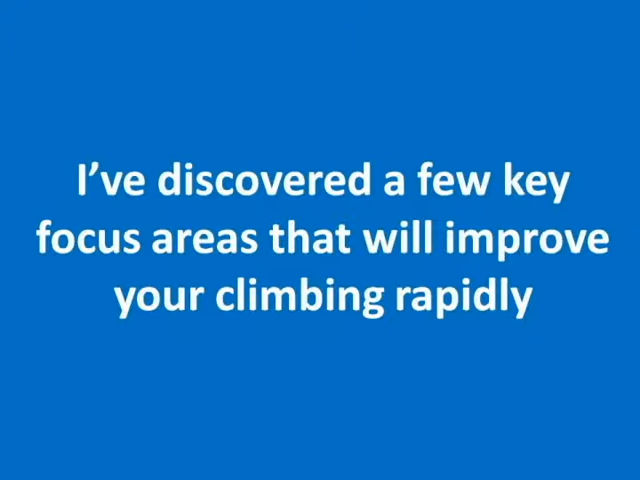 I’ve discovered a few key
focus areas that will improve
your climbing rapidly